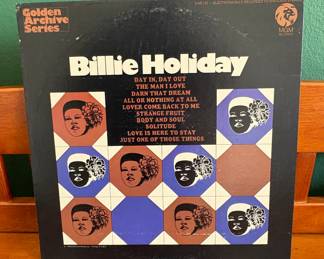 Golden
Archive
Series
MGM
Billie Holiday
DAY IN, DAY OUT
THE MAN I LOVE
DARN THAT DREAM
ALL OR NOTHING AT ALL
LOVER COME BACK TO ME
STRANGE FRUIT
BODY AND SOUL
SOLITUDE
LOVE IS HERE TO STAY
JUST ONE OF THOSE THINGS